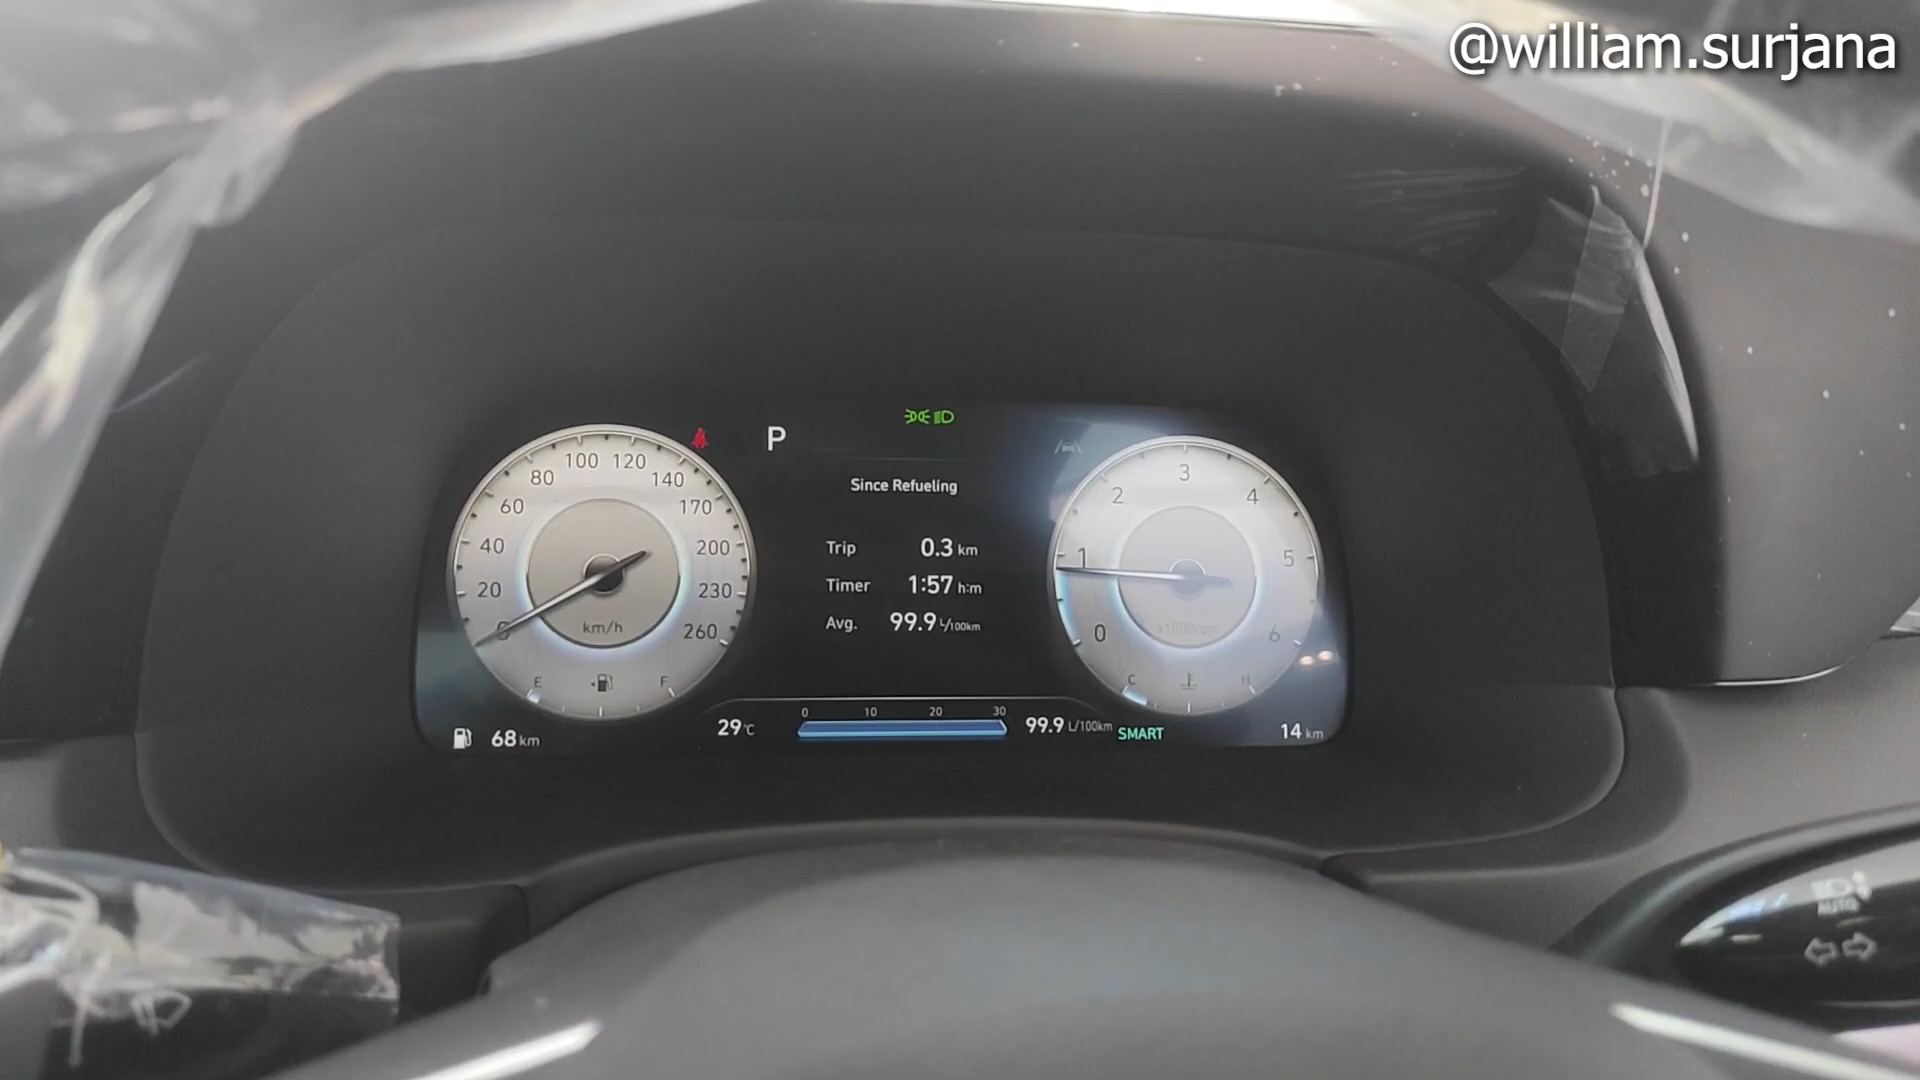 @william.surjana
P
Since Refueling
Trip 0.3 km
Timer 1:57 h:m
Avg. 99.9 L/100km
0 20 40 60 80 100 120 140 170 200 230 260
km/h
E F
0 1 2 3 4 5 6
×1000rpm
C H
68 km
29°C
0 10 20 30
99.9 L/100km
SMART
14 km
AUTO